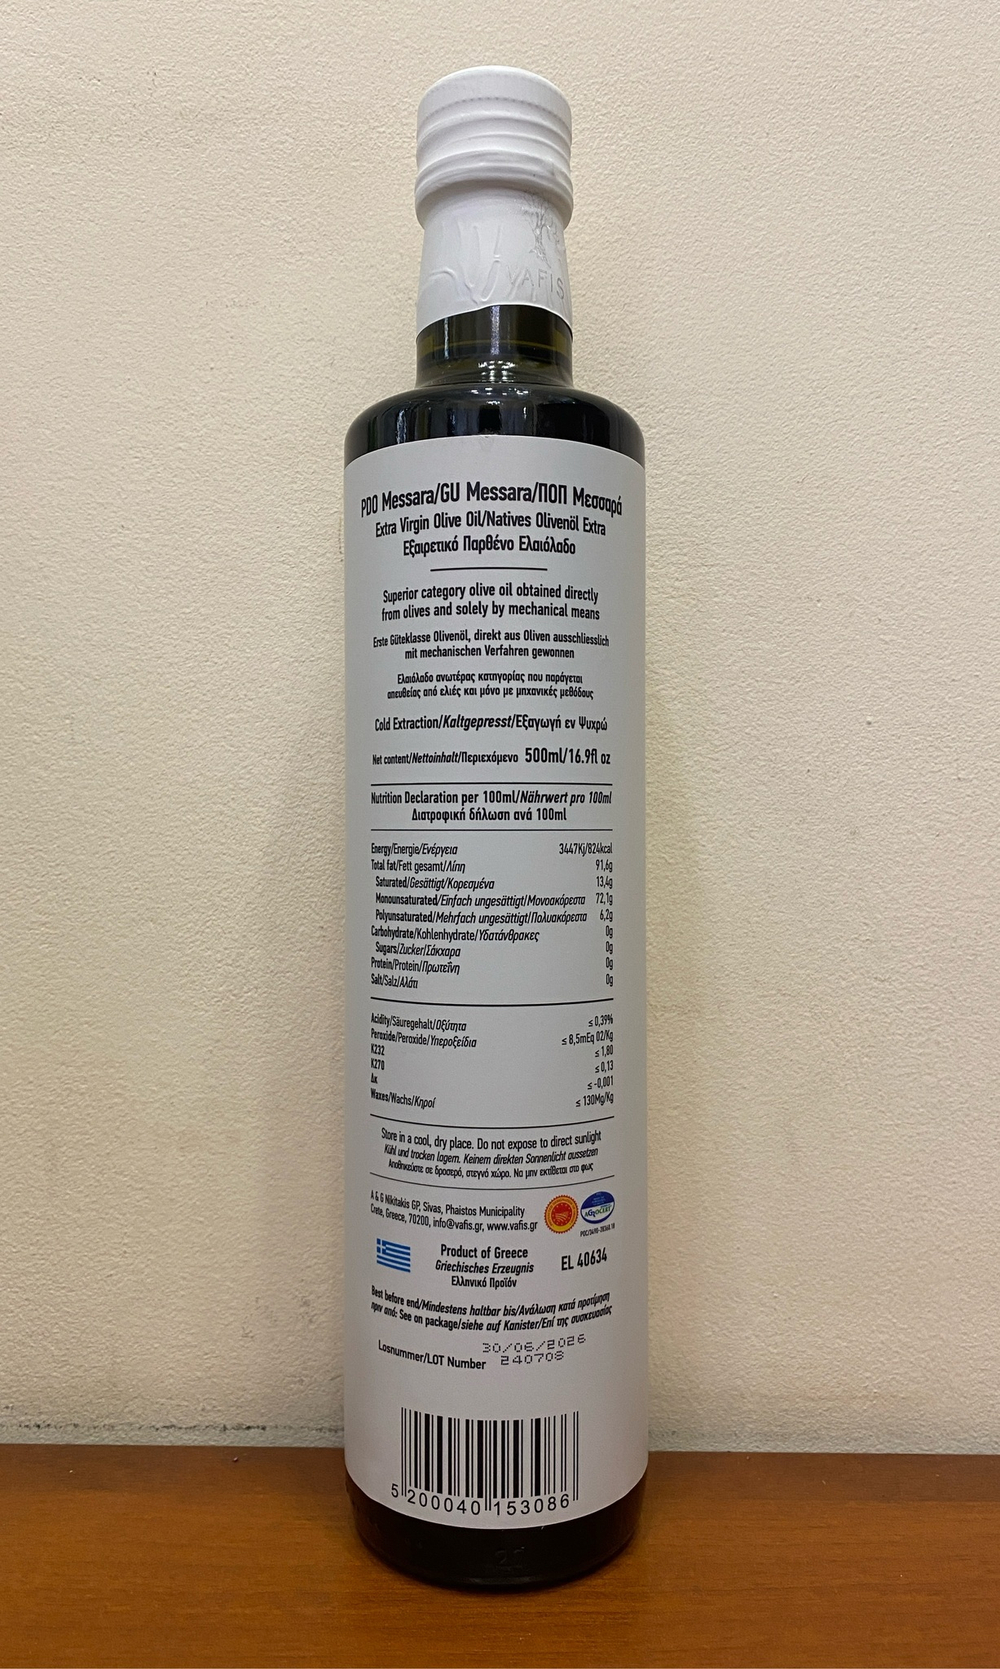 VAFIS
PDO Messara/GU Messara/ΠΟΠ Μεσσαρά
Extra Virgin Olive Oil/Natives Olivenöl Extra
Εξαιρετικό Παρθένο Ελαιόλαδο
Superior category olive oil obtained directly
from olives and solely by mechanical means
Erste Güteklasse Olivenöl, direkt aus Oliven ausschliesslich
mit mechanischen Verfahren gewonnen
Ελαιόλαδο ανωτέρας κατηγορίας που παράγεται
απευθείας από ελιές και μόνο με μηχανικές μεθόδους
Cold Extraction/Kaltgepresst/Εξαγωγή εν Ψυχρώ
Net content/Nettoinhalt/Περιεχόμενο 500ml/16.9fl oz
Nutrition Declaration per 100ml/Nährwert pro 100ml
Διατροφική δήλωση ανά 100ml
Energy/Energie/Ενέργεια 3447Kj/824kcal
Total fat/Fett gesamt/Λίπη 91,6g
Saturated/Gesättigt/Κορεσμένα 13,4g
Monounsaturated/Einfach ungesättigt/Μονοακόρεστα 72,1g
Polyunsaturated/Mehrfach ungesättigt/Πολυακόρεστα 6,2g
Carbohydrate/Kohlenhydrate/Υδατάνθρακες 0g
Sugars/Zucker/Σάκχαρα 0g
Protein/Protein/Πρωτεΐνη 0g
Salt/Salz/Αλάτι 0g
Acidity/Säuregehalt/Οξύτητα ≤ 0,39%
Peroxide/Peroxide/Υπεροξείδια ≤ 8,5mEq O2/Kg
K232 ≤ 1,80
K270 ≤ 0,13
Δκ ≤ -0,001
Waxes/Wachs/Κηροί ≤ 130Mg/Kg
Store in a cool, dry place. Do not expose to direct sunlight
Kühl und trocken lagern. Keinem direkten Sonnenlicht aussetzen
Αποθηκεύστε σε δροσερό, στεγνό χώρο. Να μην εκτίθεται στο φως
A & G Nikitakis GP, Sivas, Phaistos Municipality
Crete, Greece, 70200, info@vafis.gr, www.vafis.gr
AGROCERT
Product of Greece
Griechisches Erzeugnis
Ελληνικό Προϊόν
EL 40634
Best before end/Mindestens haltbar bis/Ανάλωση κατά προτίμηση
πριν από: See on package/siehe auf Kanister/Επί της συσκευασίας
30/06/2026
Losnummer/LOT Number 240708
5 200040 153086